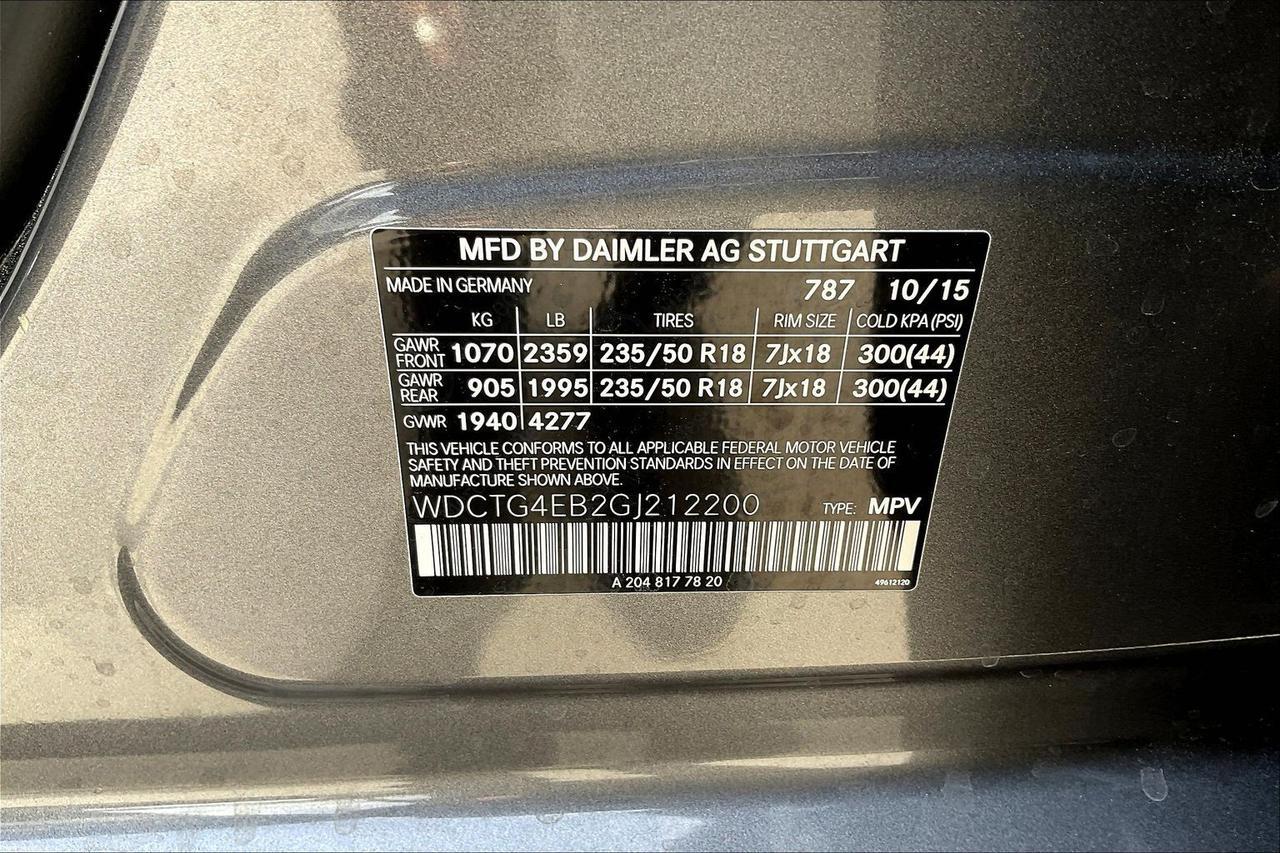 MFD BY DAIMLER AG STUTTGART
MADE IN GERMANY 787 10/15
KG LB TIRES RIM SIZE COLD KPA (PSI)
GAWR FRONT 1070 2359 235/50 R18 7Jx18 300(44)
GAWR REAR 905 1995 235/50 R18 7Jx18 300(44)
GVWR 1940 4277
THIS VEHICLE CONFORMS TO ALL APPLICABLE FEDERAL MOTOR VEHICLE
SAFETY AND THEFT PREVENTION STANDARDS IN EFFECT ON THE DATE OF
MANUFACTURE SHOWN ABOVE.
WDCTG4EB2GJ212200 TYPE: MPV
A 204 817 78 20 49612120